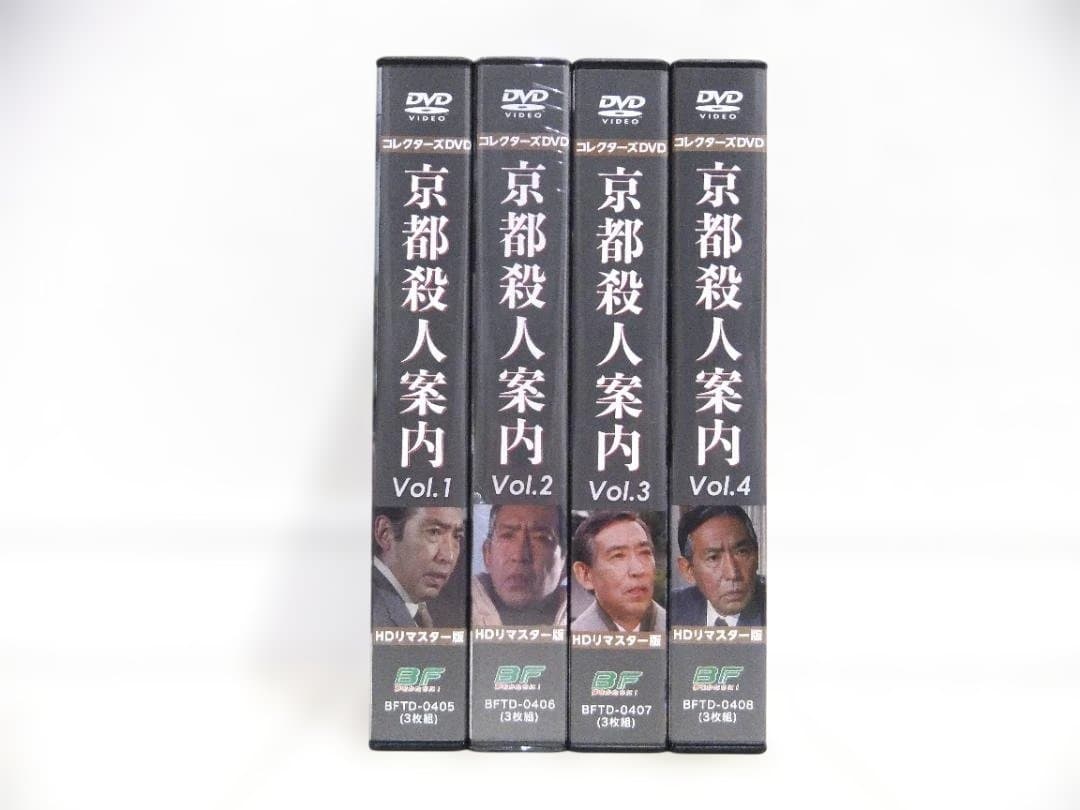 DVD
VIDEO
コレクターズDVD
京都殺人案内
Vol.1
HDリマスター版
BF
BFTD-0405
(3枚組)
DVD
VIDEO
コレクターズDVD
京都殺人案内
Vol.2
HDリマスター版
BF
BFTD-0406
(3枚組)
DVD
VIDEO
コレクターズDVD
京都殺人案内
Vol.3
HDリマスター版
BF
BFTD-0407
(3枚組)
DVD
VIDEO
コレクターズDVD
京都殺人案内
Vol.4
HDリマスター版
BF
BFTD-0408
(3枚組)